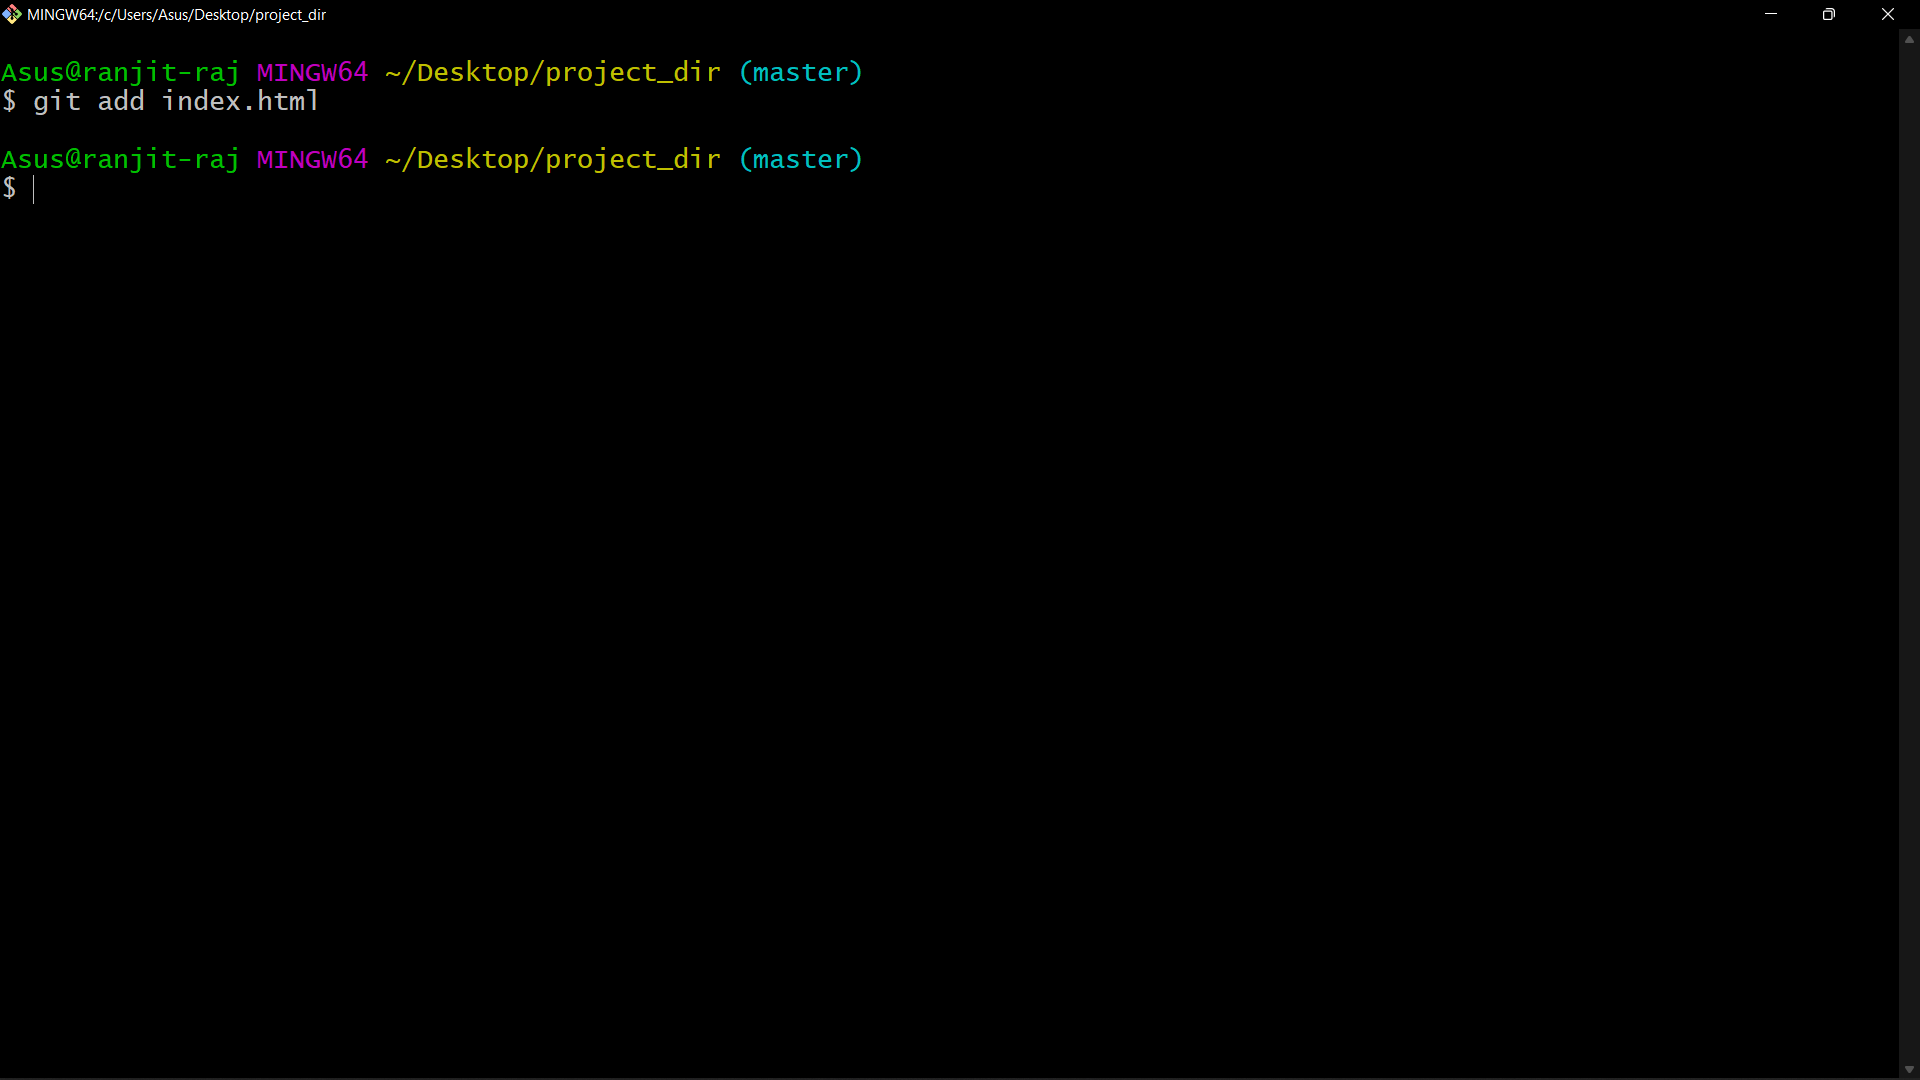 MINGW64:/c/Users/Asus/Desktop/project_dir
Asus@ranjit-raj MINGW64 ~/Desktop/project_dir (master)
$ git add index.html
Asus@ranjit-raj MINGW64 ~/Desktop/project_dir (master)
$